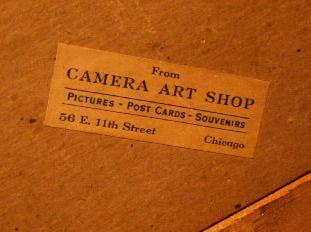 From
CAMERA ART SHOP
PICTURES - POST CARDS - SOUVENIRS
56 E. 11th Street Chicago